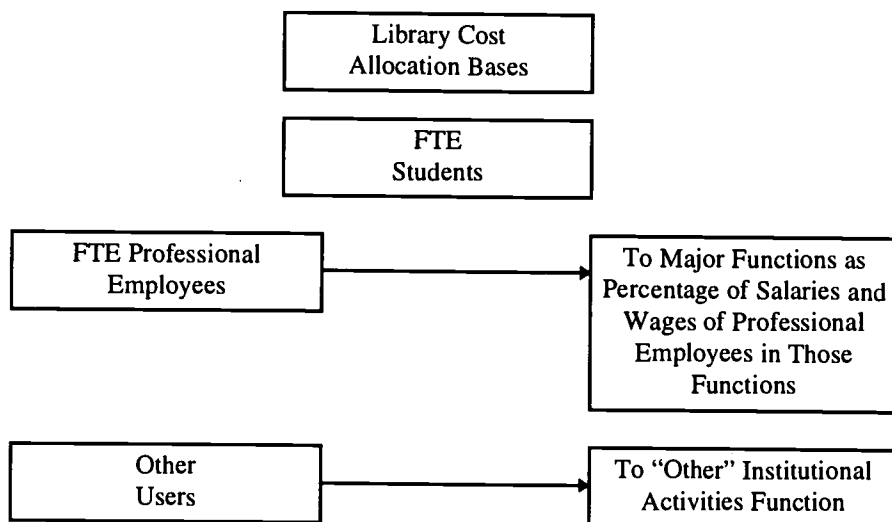 Library Cost
Allocation Bases
FTE
Students
FTE Professional
Employees
To Major Functions as
Percentage of Salaries and
Wages of Professional
Employees in Those
Functions
Other
Users
To “Other” Institutional
Activities Function